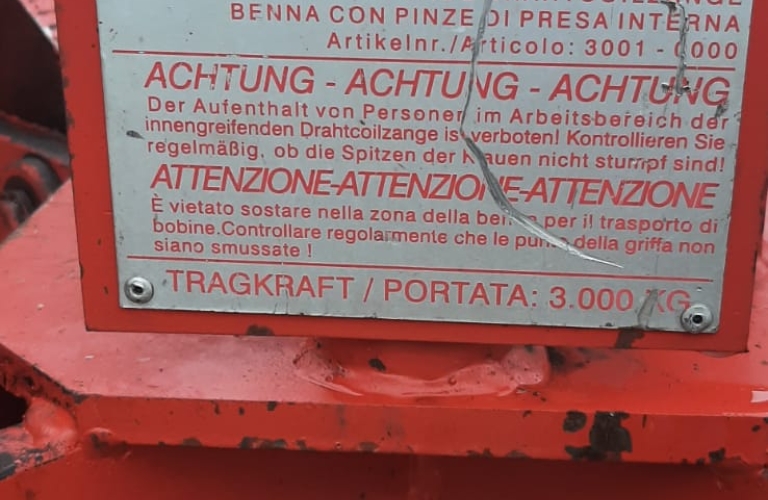 BENNA CON PINZE DI PRESA INTERNA
Artikelnr./Articolo: 3001 - 0000
ACHTUNG - ACHTUNG - ACHTUNG
Der Aufenthalt von Personen im Arbeitsbereich der
innengreifenden Drahtcoilzange ist verboten! Kontrollieren Sie
regelmäßig, ob die Spitzen der Klauen nicht stumpf sind!
ATTENZIONE-ATTENZIONE-ATTENZIONE
È vietato sostare nella zona della benna per il trasporto di
bobine.Controllare regolarmente che le punte della griffa non
siano smussate !
TRAGKRAFT / PORTATA: 3.000 KG